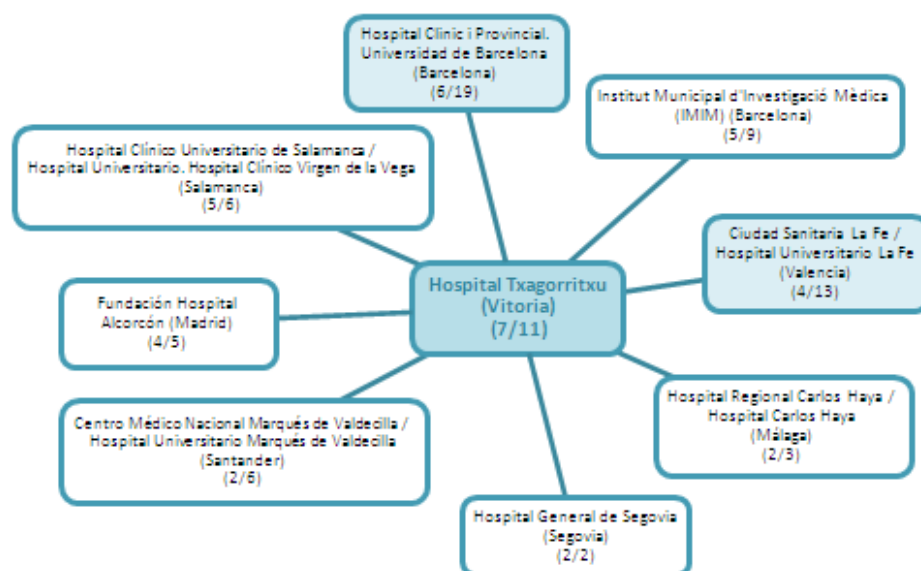 Hospital Clinic i Provincial.
Universidad de Barcelona
(Barcelona)
(6/19)
Institut Municipal d'Investigació Mèdica
(IMIM) (Barcelona)
(5/9)
Hospital Clínico Universitario de Salamanca /
Hospital Universitario. Hospital Clínico Virgen de la Vega
(Salamanca)
(5/6)
Ciudad Sanitaria La Fe /
Hospital Universitario La Fe
(Valencia)
(4/13)
Hospital Txagorritxu
(Vitoria)
(7/11)
Fundación Hospital
Alcorcón (Madrid)
(4/5)
Hospital Regional Carlos Haya /
Hospital Carlos Haya
(Málaga)
(2/3)
Centro Médico Nacional Marqués de Valdecilla /
Hospital Universitario Marqués de Valdecilla
(Santander)
(2/6)
Hospital General de Segovia
(Segovia)
(2/2)